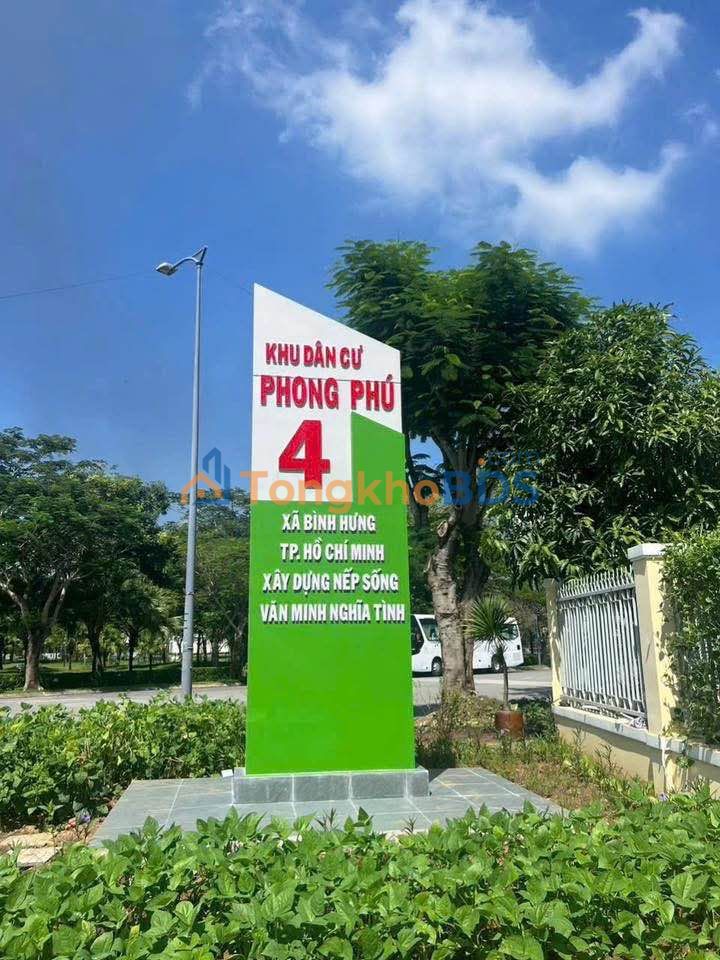 KHU DÂN CƯ
PHONG PHÚ
4
TongkhoBDS
.com
XÃ BÌNH HƯNG
TP. HỒ CHÍ MINH
XÂY DỰNG NẾP SỐNG
VĂN MINH NGHĨA TÌNH